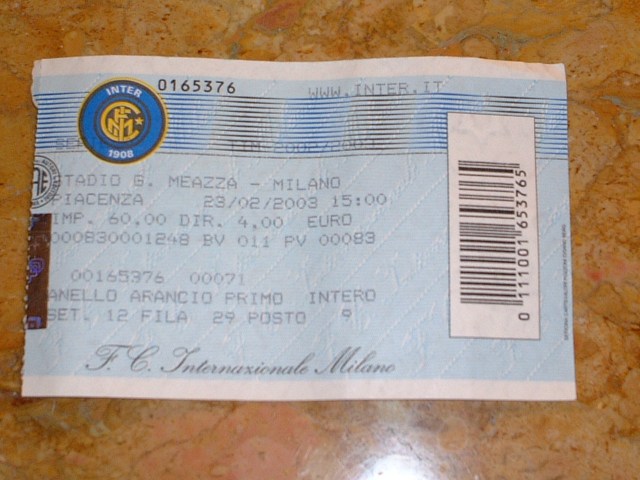 INTER
1908
0165376
WWW.INTER.IT
STADIO G. MEAZZA - MILANO
PIACENZA 23/02/2003 15:00
IMP. 60,00 DIR. 4,00 EURO
000830001248 BV 011 PV 00083
00165376 00071
ANELLO ARANCIO PRIMO INTERO
SET. 12 FILA 29 POSTO 9
F. C. Internazionale Milano
0 111001 653765